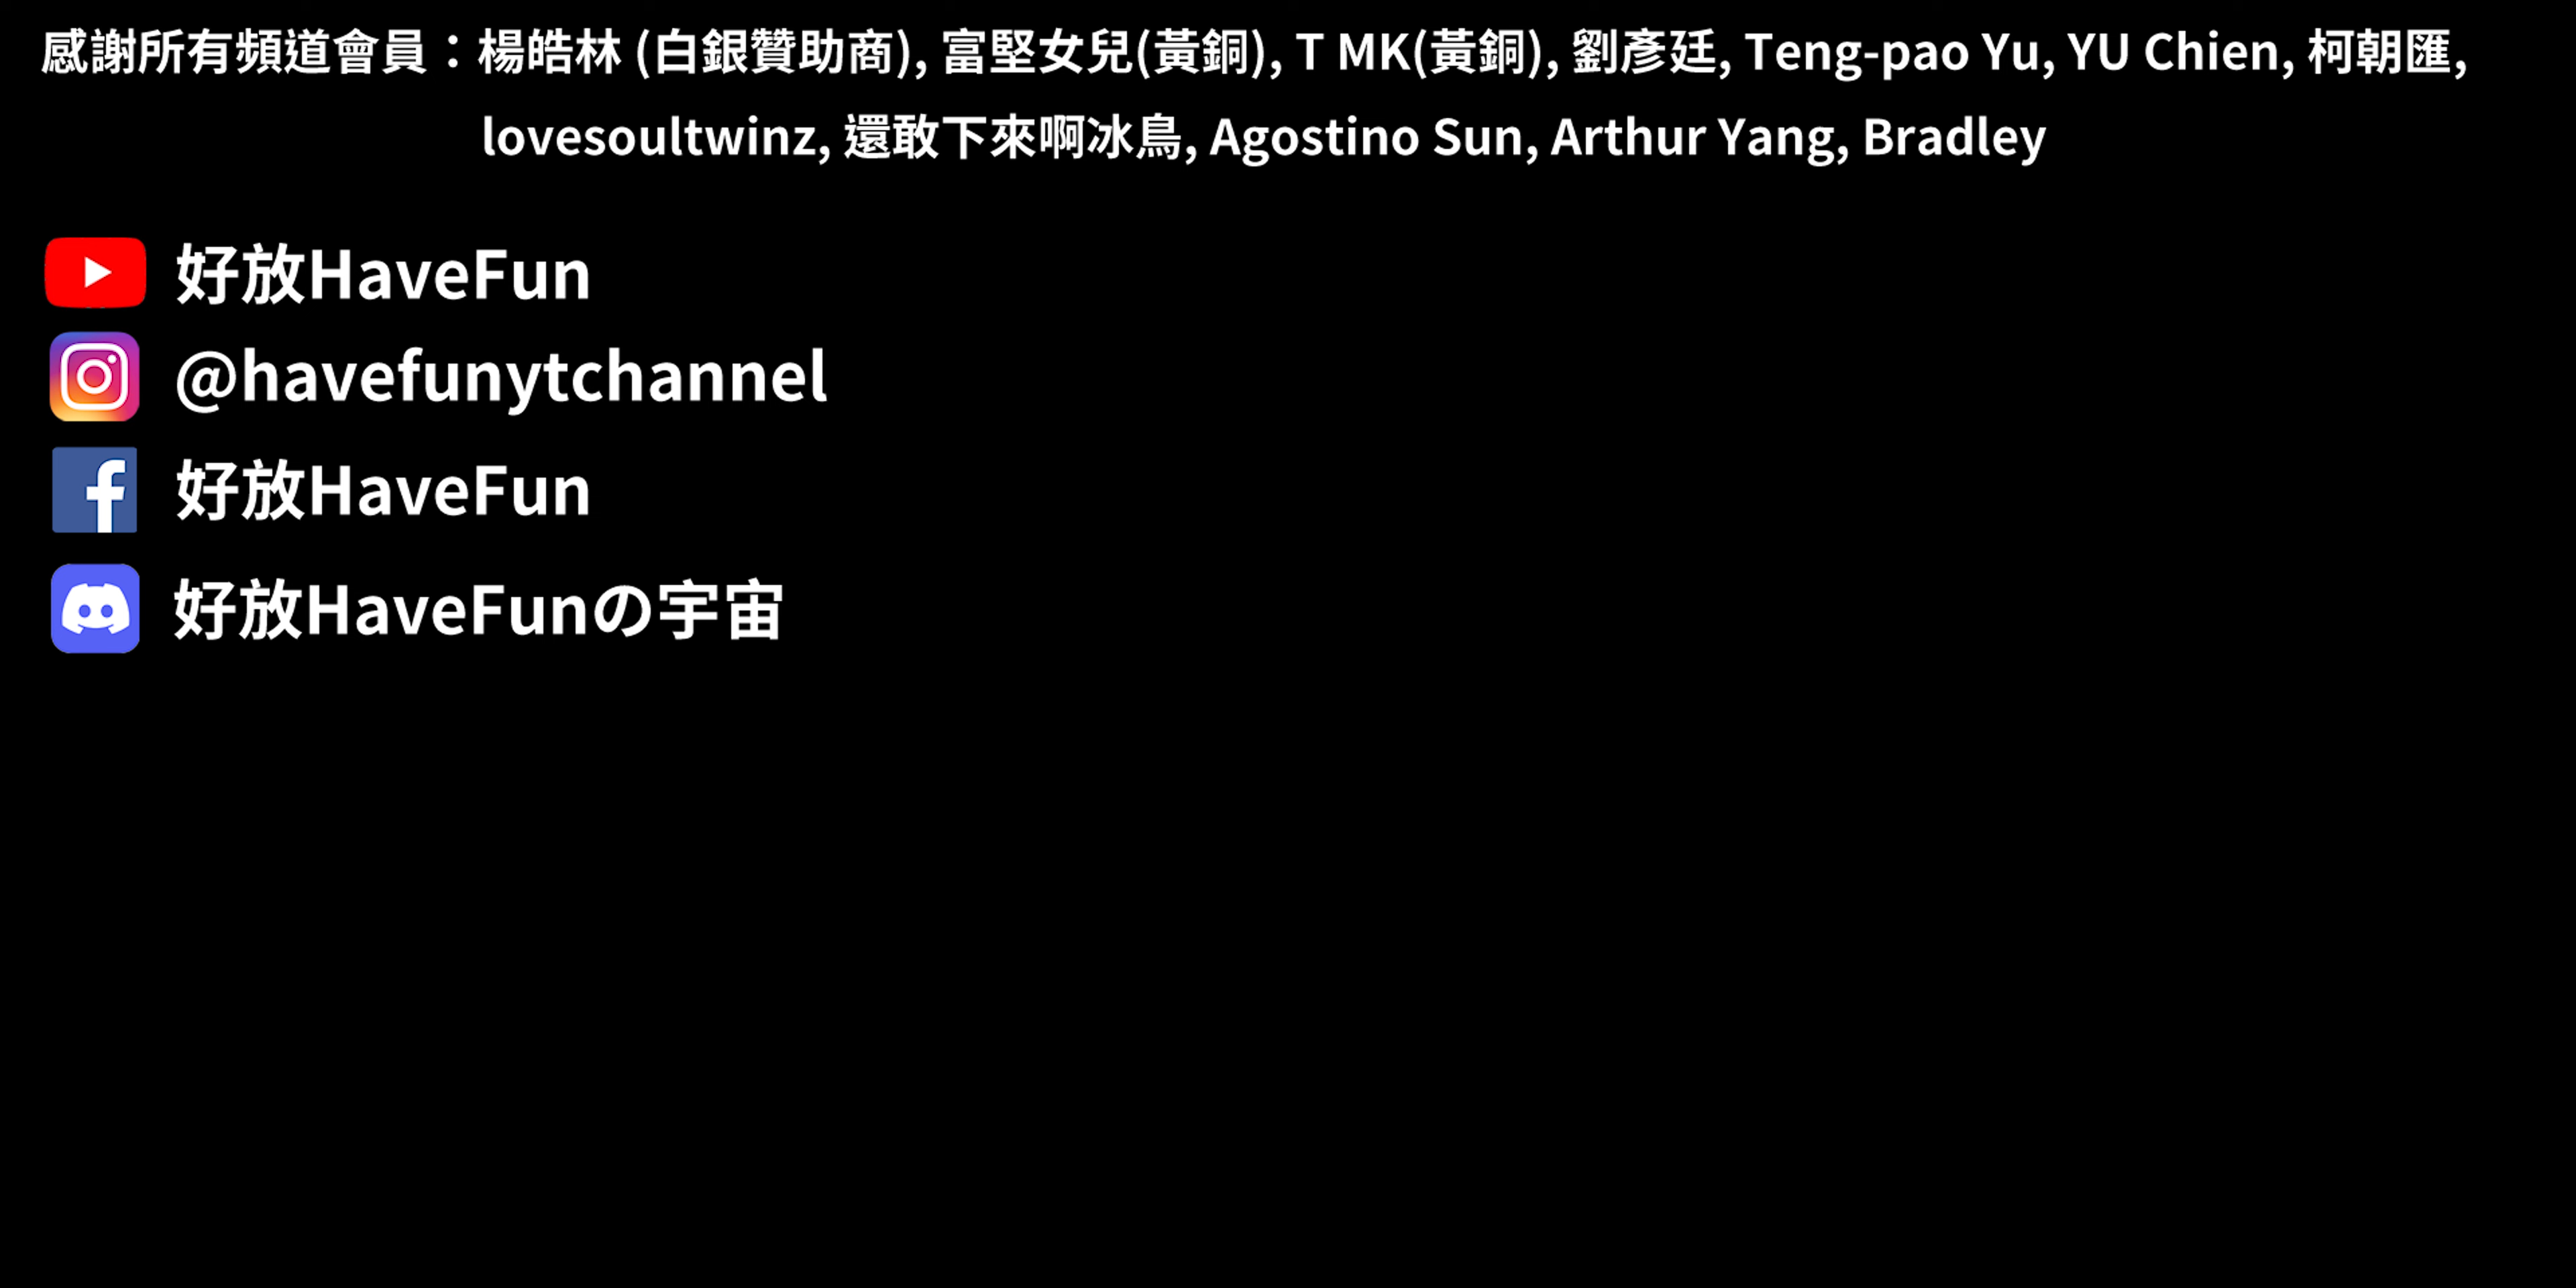 感謝所有頻道會員：楊皓林 (白銀贊助商), 富堅女兒(黃銅), T MK(黃銅), 劉彥廷, Teng-pao Yu, YU Chien, 柯朝匯,
lovesoultwinz, 還敢下來啊冰鳥, Agostino Sun, Arthur Yang, Bradley
好放HaveFun
@havefunytchannel
好放HaveFun
好放HaveFunの宇宙